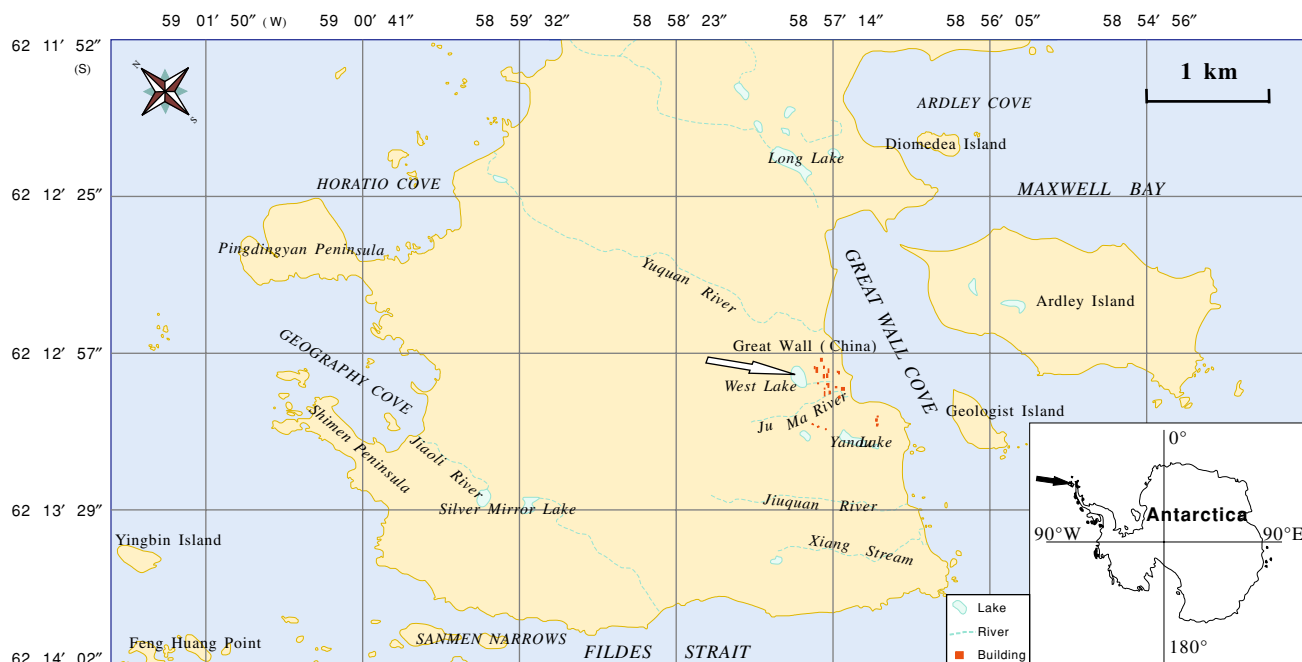 59 01′ 50″ (W) 59 00′ 41″ 58 59′ 32″ 58 58′ 23″ 58 57′ 14″ 58 56′ 05″ 58 54′ 56″
62 11′ 52″
(S)
N
S
1 km
ARDLEY COVE
Diomedea Island
Long Lake
HORATIO COVE
62 12′ 25″
MAXWELL BAY
Pingdingyan Peninsula
Yuquan River
GREAT WALL COVE
Ardley Island
GEOGRAPHY COVE
Great Wall (China)
62 12′ 57″
West Lake
Shimen Peninsula
Ju Ma River
Geologist Island
Jiaoli River
Yandu Lake
0°
Silver Mirror Lake
Jiuquan River
62 13′ 29″
Antarctica
90°W
90°E
Yingbin Island
Xiang Stream
Lake
River
Building
Feng Huang Point
SANMEN NARROWS
FILDES STRAIT
180°
62 14′ 02″